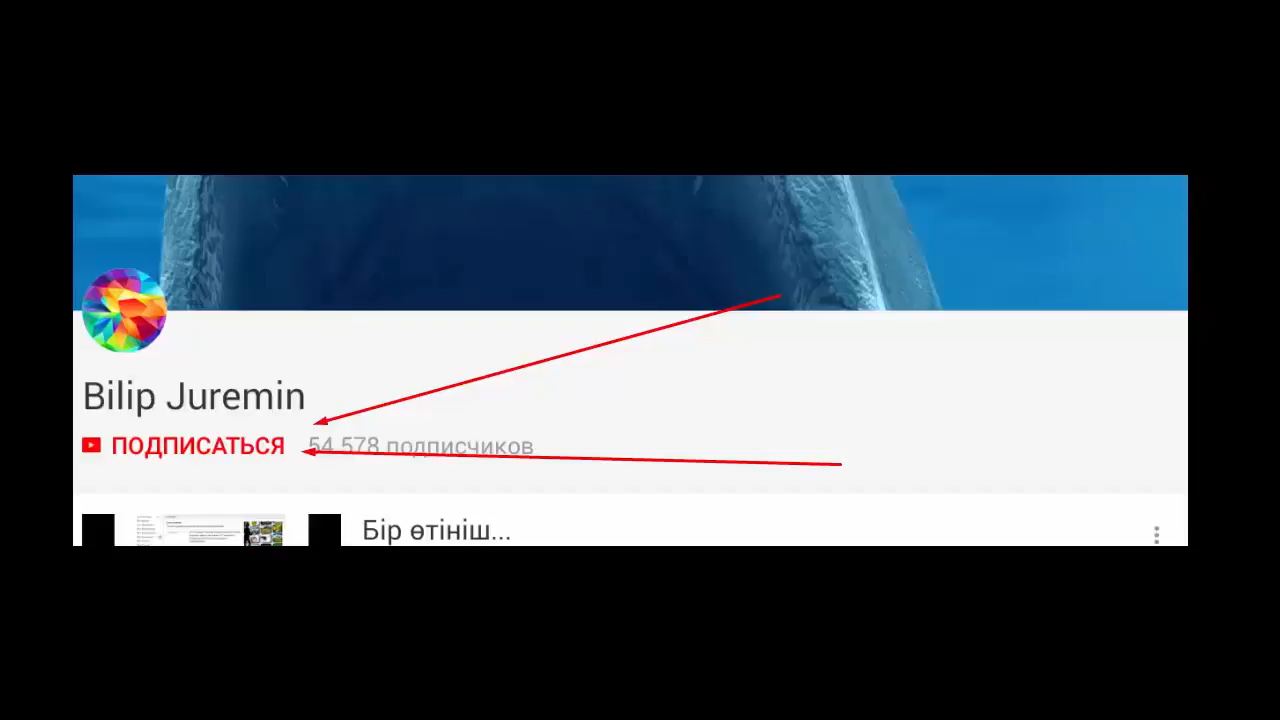 Bilip Juremin
ПОДПИСАТЬСЯ 54 578 подписчиков
Бір өтініш...